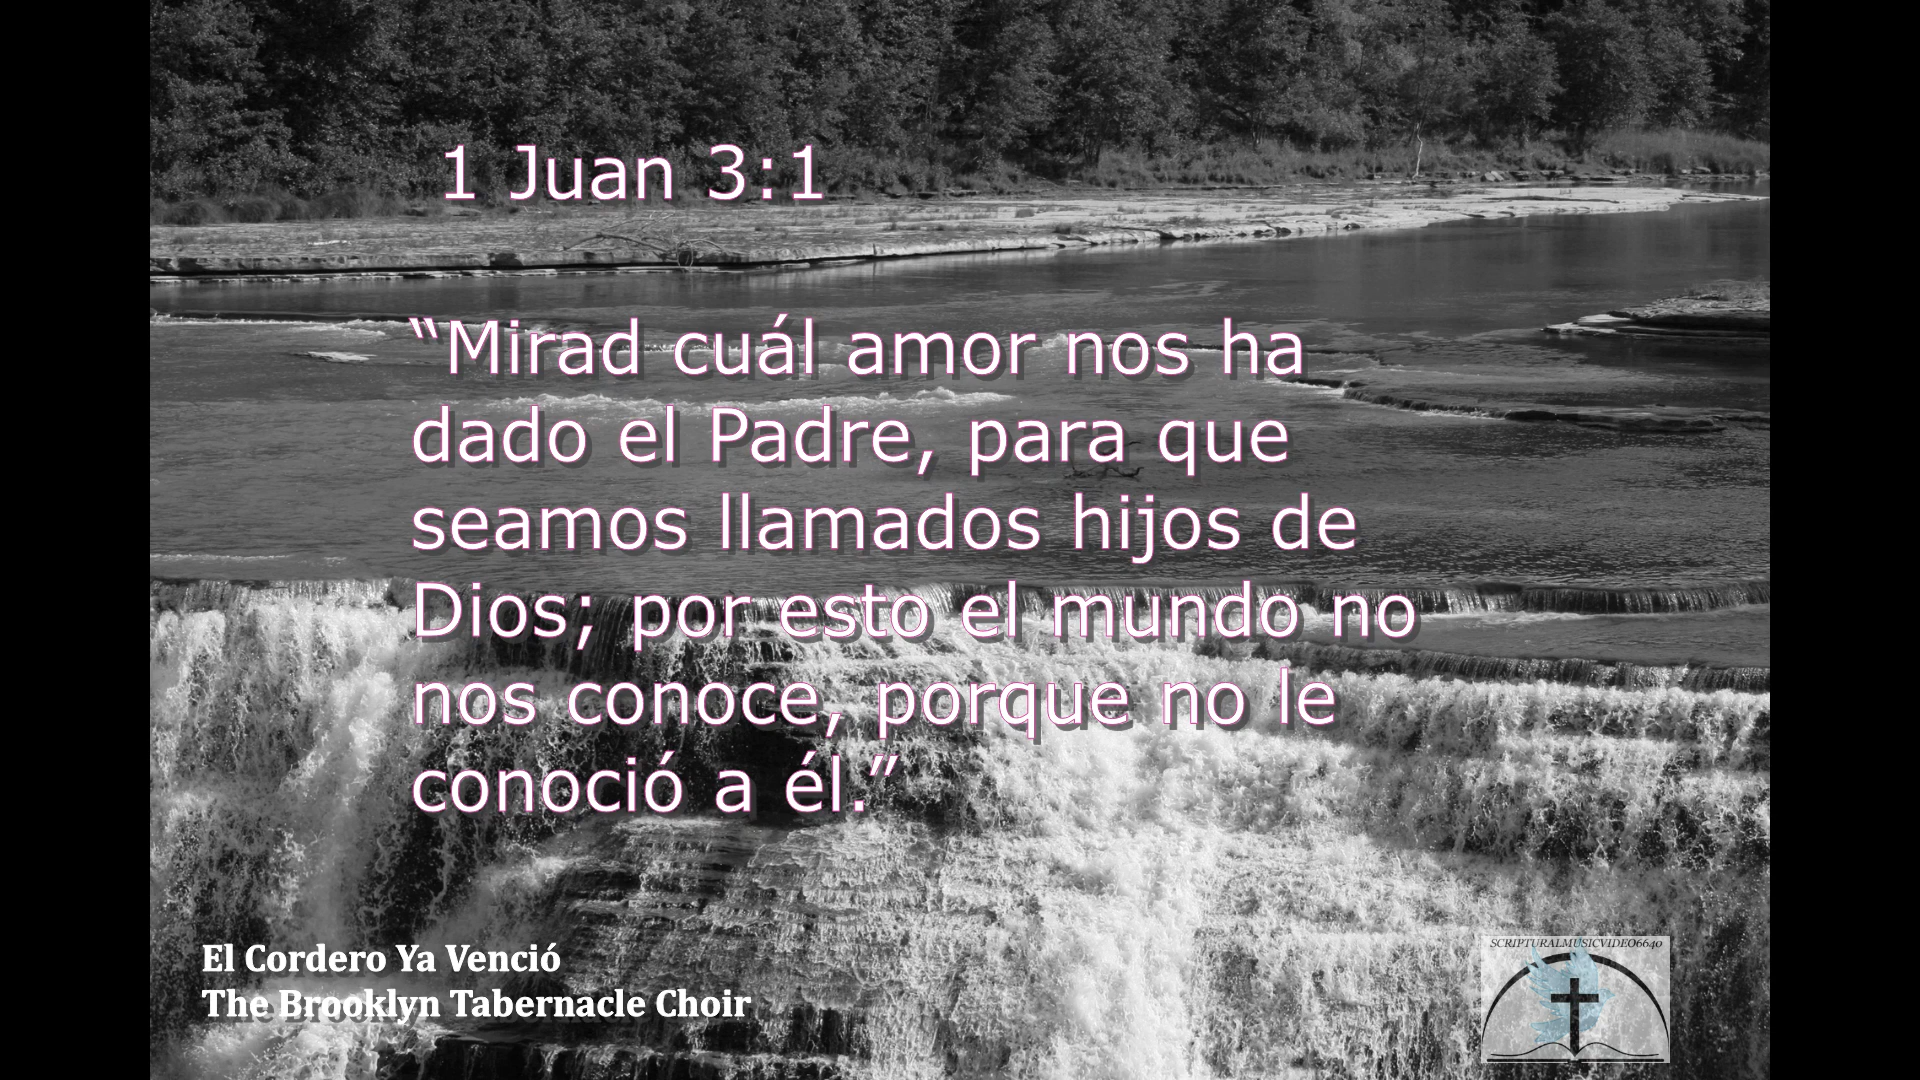 1 Juan 3:1
“Mirad cuál amor nos ha
dado el Padre, para que
seamos llamados hijos de
Dios; por esto el mundo no
nos conoce, porque no le
conoció a él.”
El Cordero Ya Venció
The Brooklyn Tabernacle Choir
SCRIPTURALMUSICVIDEO6640